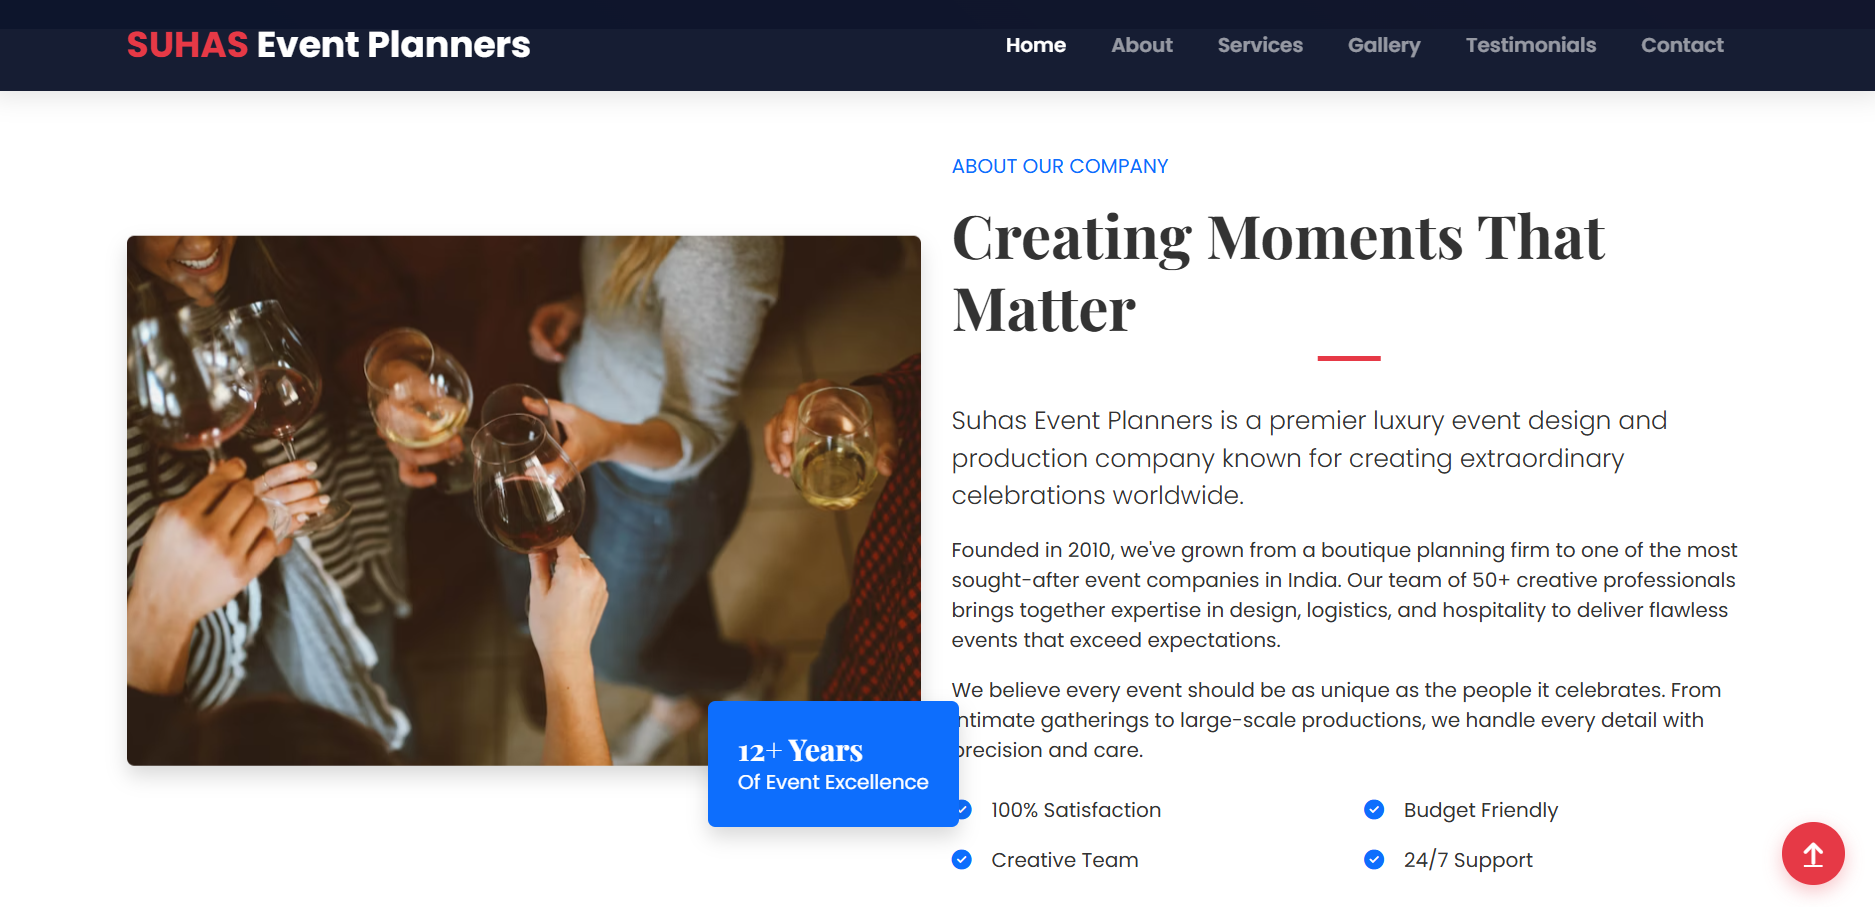 SUHAS Event Planners
Home About Services Gallery Testimonials Contact
ABOUT OUR COMPANY
Creating Moments That
Matter
Suhas Event Planners is a premier luxury event design and
production company known for creating extraordinary
celebrations worldwide.
Founded in 2010, we've grown from a boutique planning firm to one of the most
sought-after event companies in India. Our team of 50+ creative professionals
brings together expertise in design, logistics, and hospitality to deliver flawless
events that exceed expectations.
We believe every event should be as unique as the people it celebrates. From
intimate gatherings to large-scale productions, we handle every detail with
precision and care.
12+ Years
Of Event Excellence
100% Satisfaction
Budget Friendly
Creative Team
24/7 Support